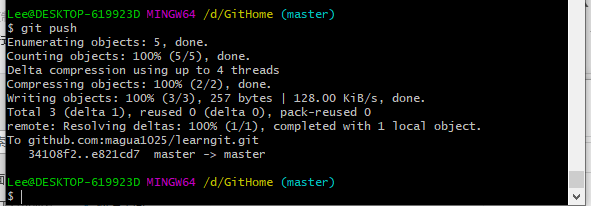 Lee@DESKTOP-619923D MINGW64 /d/GitHome (master)
$ git push
Enumerating objects: 5, done.
Counting objects: 100% (5/5), done.
Delta compression using up to 4 threads
Compressing objects: 100% (2/2), done.
Writing objects: 100% (3/3), 257 bytes | 128.00 KiB/s, done.
Total 3 (delta 1), reused 0 (delta 0), pack-reused 0
remote: Resolving deltas: 100% (1/1), completed with 1 local object.
To github.com:magua1025/learngit.git
   34108f2..e821cd7  master -> master
Lee@DESKTOP-619923D MINGW64 /d/GitHome (master)
$